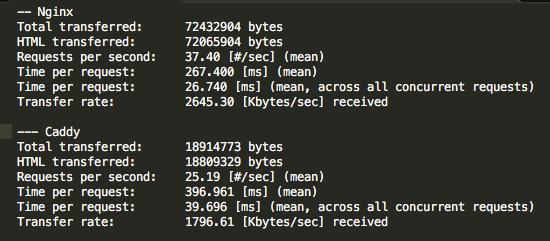 -- Nginx
Total transferred: 72432904 bytes
HTML transferred: 72065904 bytes
Requests per second: 37.40 [#/sec] (mean)
Time per request: 267.400 [ms] (mean)
Time per request: 26.740 [ms] (mean, across all concurrent requests)
Transfer rate: 2645.30 [Kbytes/sec] received
--- Caddy
Total transferred: 18914773 bytes
HTML transferred: 18809329 bytes
Requests per second: 25.19 [#/sec] (mean)
Time per request: 396.961 [ms] (mean)
Time per request: 39.696 [ms] (mean, across all concurrent requests)
Transfer rate: 1796.61 [Kbytes/sec] received